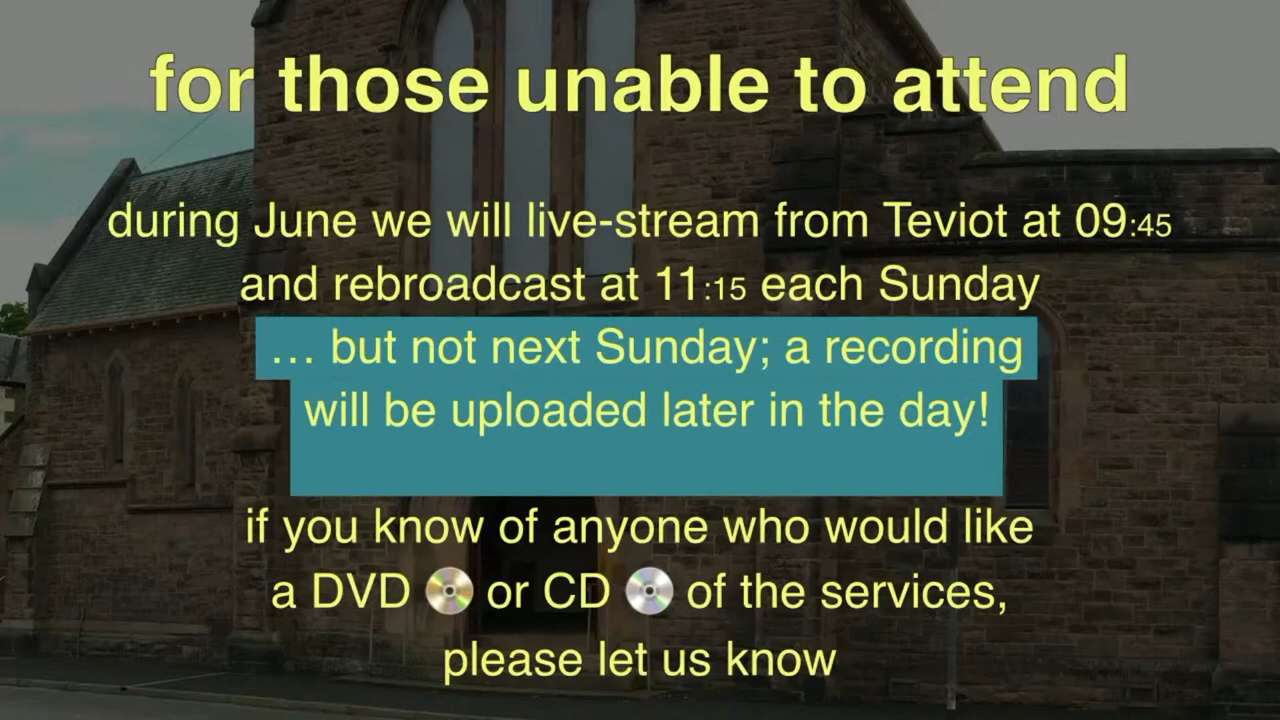 for those unable to attend
during June we will live-stream from Teviot at 09:45
and rebroadcast at 11:15 each Sunday
… but not next Sunday; a recording
will be uploaded later in the day!
if you know of anyone who would like
a DVD 📀 or CD 💿 of the services,
please let us know